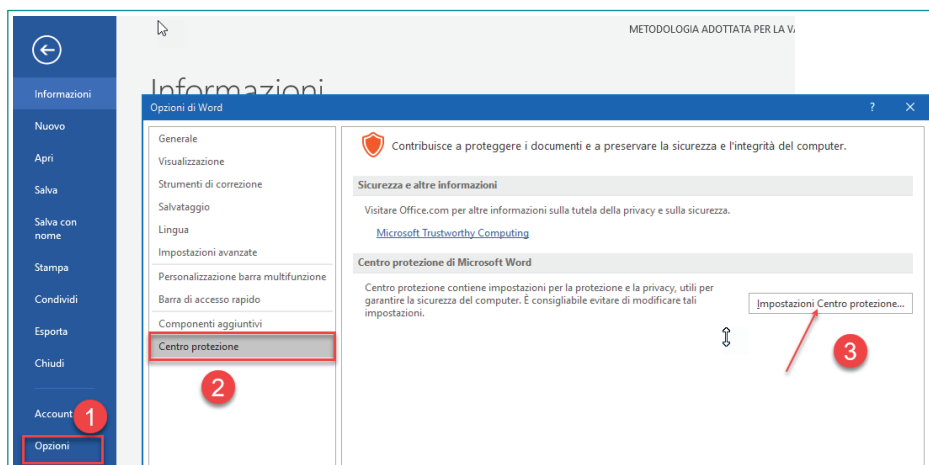 METODOLOGIA ADOTTATA PER LA
Informazioni
Informazioni
Nuovo
Apri
Salva
Salva con
nome
Stampa
Condividi
Esporta
Chiudi
Account
1
Opzioni
Opzioni di Word
? ×
Generale
Visualizzazione
Strumenti di correzione
Salvataggio
Lingua
Impostazioni avanzate
Personalizzazione barra multifunzione
Barra di accesso rapido
Componenti aggiuntivi
Centro protezione
2
Contribuisce a proteggere i documenti e a preservare la sicurezza e l'integrità del computer.
Sicurezza e altre informazioni
Visitare Office.com per altre informazioni sulla tutela della privacy e sulla sicurezza.
Microsoft Trustworthy Computing
Centro protezione di Microsoft Word
Centro protezione contiene impostazioni per la protezione e la privacy, utili per
garantire la sicurezza del computer. È consigliabile evitare di modificare tali
impostazioni.
Impostazioni Centro protezione...
3